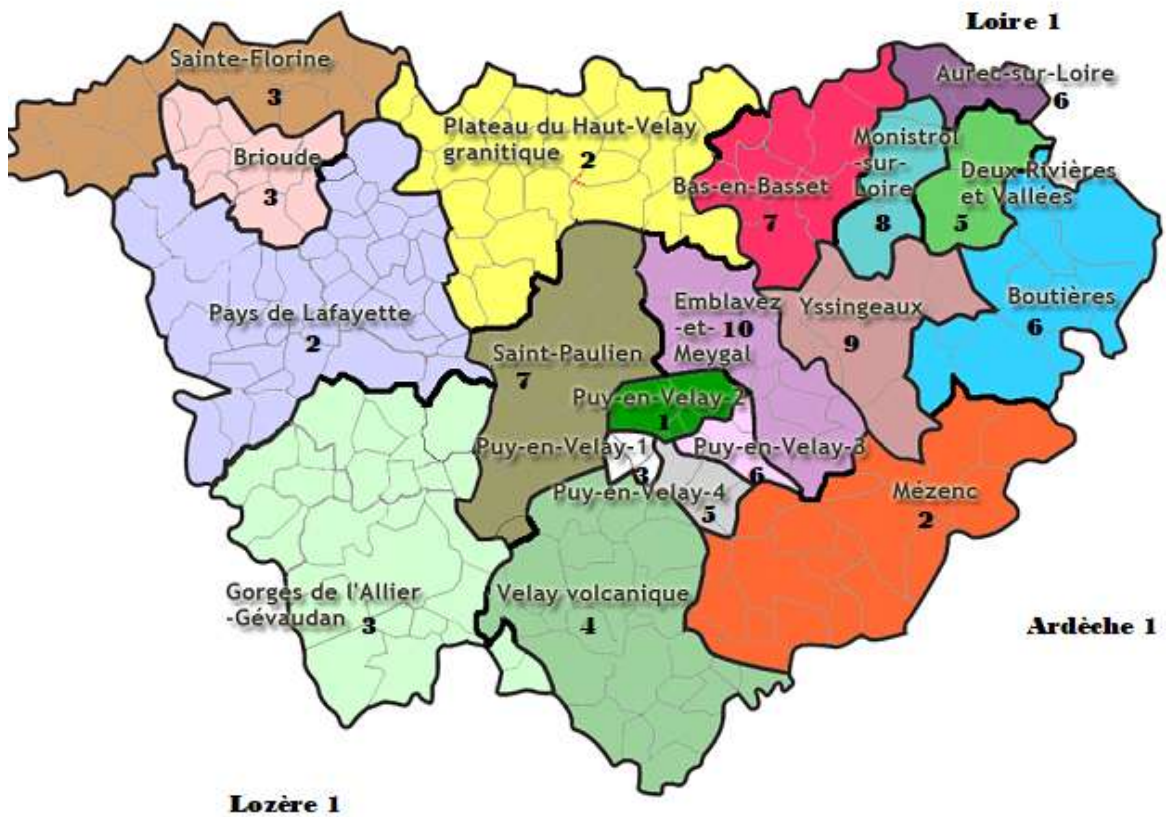 Loire 1
Sainte-Florine
3
Aurec-sur-Loire
6
Plateau du Haut-Velay
granitique
2
Monistrol
-sur-
Loire
8
Brioude
3
Deux Rivières
et Vallées
5
Bas-en-Basset
7
Pays de Lafayette
2
Emblavez
-et-
Meygal
10
Yssingeaux
9
Boutières
6
Saint-Paulien
7
Puy-en-Velay-2
1
Puy-en-Velay-1
3
Puy-en-Velay-3
6
Puy-en-Velay-4
5
Mézenc
2
Gorges de l'Allier
-Gévaudan
3
Velay volcanique
4
Ardèche 1
Lozère 1